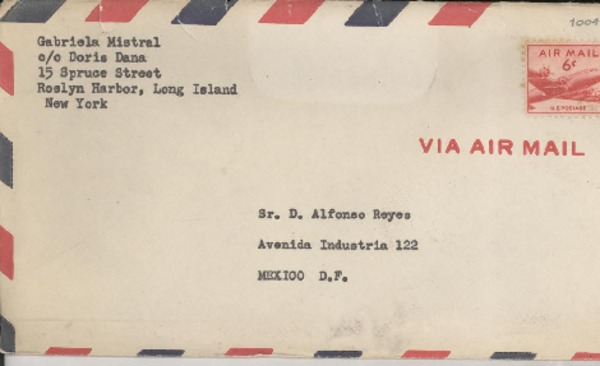 1004
Gabriela Mistral
c/o Doris Dana
15 Spruce Street
Roslyn Harbor, Long Island
New York
AIR MAIL
6¢
U.S. POSTAGE
VIA AIR MAIL
Sr. D. Alfonso Reyes
Avenida Industria 122
MEXICO D.F.